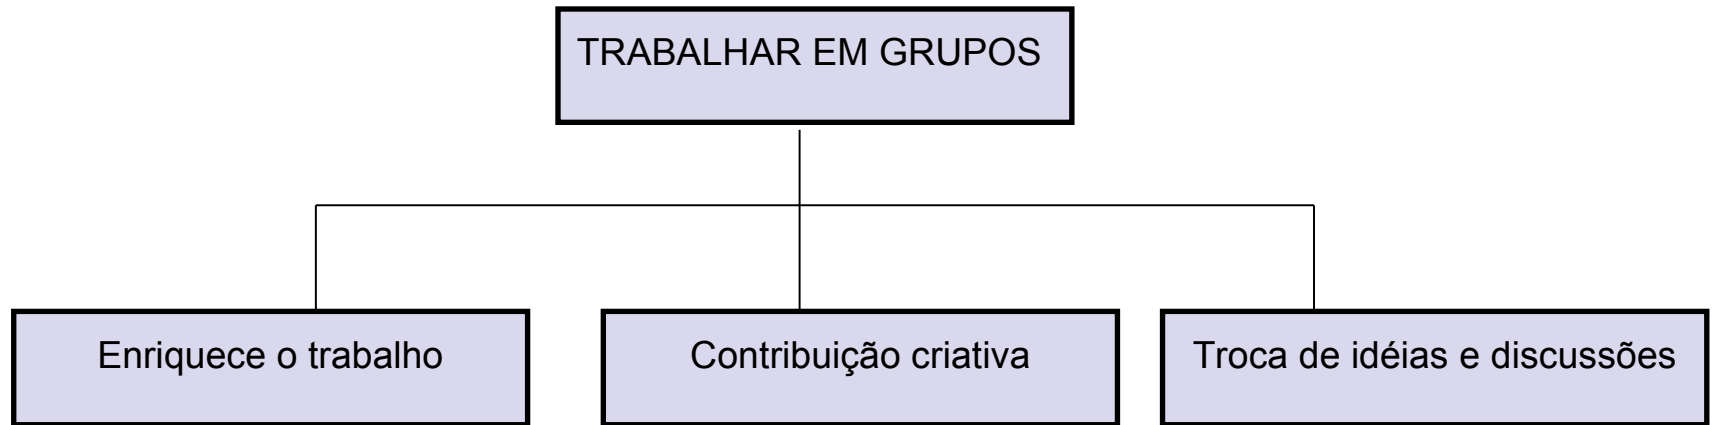 TRABALHAR EM GRUPOS
Enriquece o trabalho
Contribuição criativa
Troca de idéias e discussões